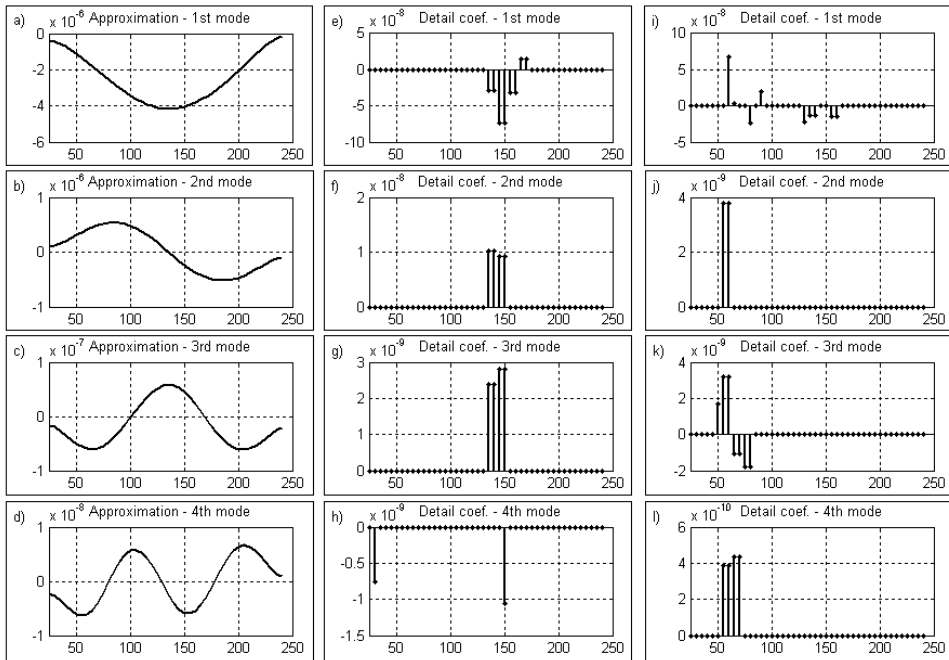 a) x 10^-6 Approximation - 1st mode
0
-2
-4
-6
50 100 150 200 250
e) x 10^-8 Detail coef. - 1st mode
5
0
-5
-10
50 100 150 200 250
i) x 10^-8 Detail coef. - 1st mode
10
5
0
-5
50 100 150 200 250
b) x 10^-6 Approximation - 2nd mode
1
0
-1
50 100 150 200 250
f) x 10^-8 Detail coef. - 2nd mode
2
1
0
50 100 150 200 250
j) x 10^-9 Detail coef. - 2nd mode
4
2
0
50 100 150 200 250
c) x 10^-7 Approximation - 3rd mode
1
0
-1
50 100 150 200 250
g) x 10^-9 Detail coef. - 3rd mode
3
2
1
0
50 100 150 200 250
k) x 10^-9 Detail coef. - 3rd mode
4
2
0
-2
50 100 150 200 250
d) x 10^-8 Approximation - 4th mode
1
0
-1
50 100 150 200 250
h) x 10^-9 Detail coef. - 4th mode
0
-0.5
-1
-1.5
50 100 150 200 250
l) x 10^-10 Detail coef. - 4th mode
6
4
2
0
50 100 150 200 250